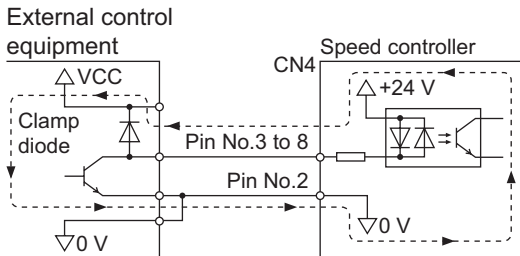 External control
equipment
Speed controller
CN4
VCC
+24 V
Clamp
diode
Pin No.3 to 8
Pin No.2
0 V
0 V